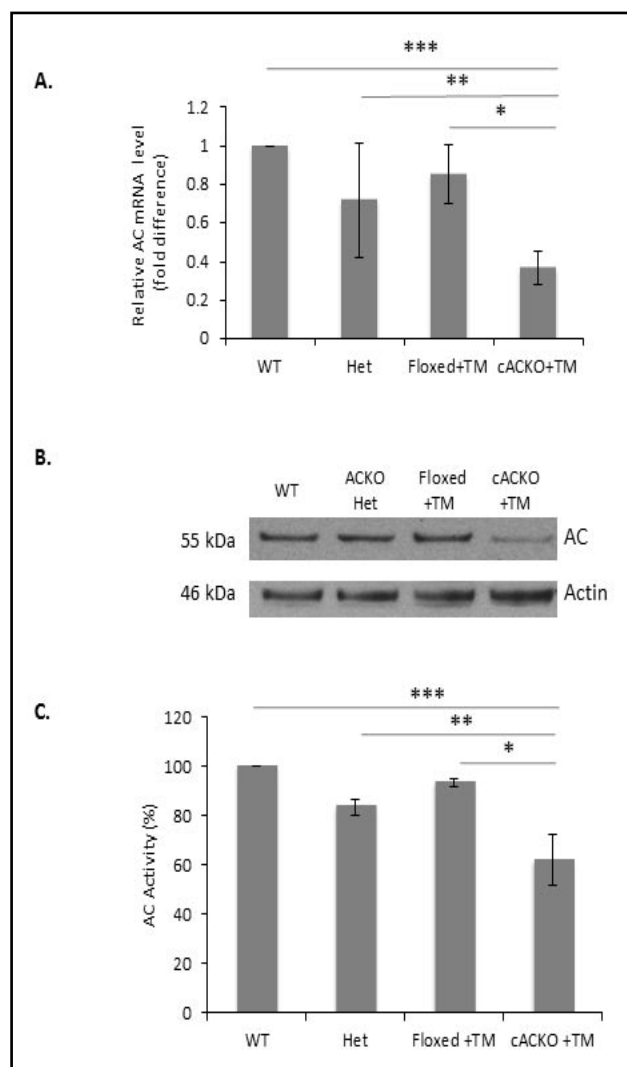 A.
***
**
*
Relative AC mRNA level
(fold difference)
1.2
1
0.8
0.6
0.4
0.2
0
WT Het Floxed+TM cACKO+TM
B.
WT ACKO Floxed cACKO
Het +TM +TM
55 kDa AC
46 kDa Actin
C.
***
**
*
AC Activity (%)
120
100
80
60
40
20
0
WT Het Floxed +TM cACKO +TM